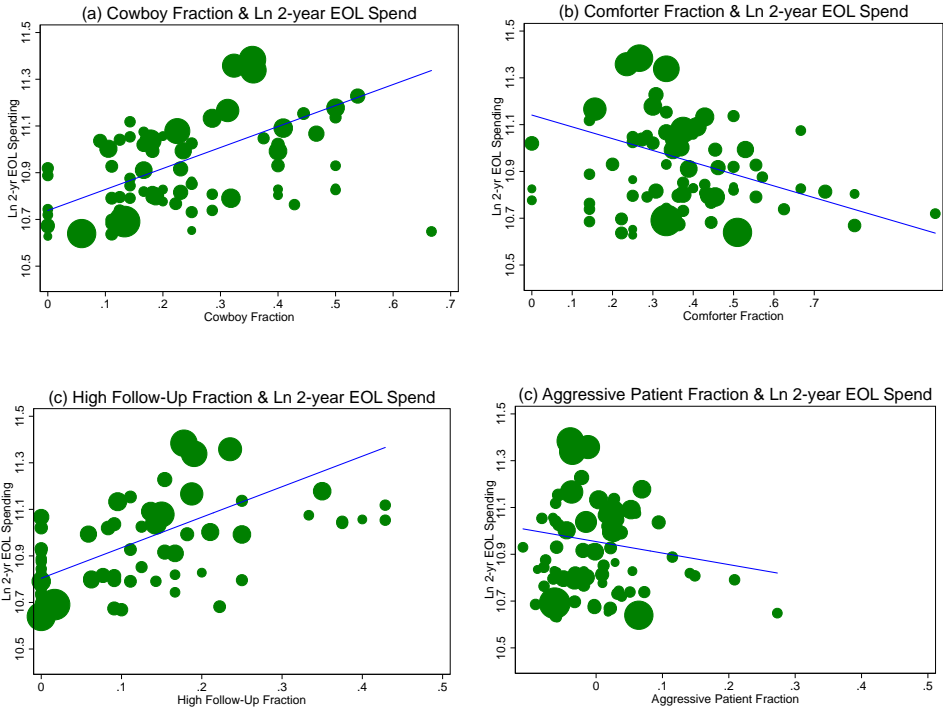 (a) Cowboy Fraction & Ln 2-year EOL Spend
Ln 2-yr EOL Spending
11.5
11.3
11.1
10.9
10.7
10.5
0 .1 .2 .3 .4 .5 .6 .7
Cowboy Fraction
(b) Comforter Fraction & Ln 2-year EOL Spend
Ln 2-yr EOL Spending
11.5
11.3
11.1
10.9
10.7
10.5
0 .1 .2 .3 .4 .5 .6 .7
Comforter Fraction
(c) High Follow-Up Fraction & Ln 2-year EOL Spend
Ln 2-yr EOL Spending
11.5
11.3
11.1
10.9
10.7
10.5
0 .1 .2 .3 .4 .5
High Follow-Up Fraction
(c) Aggressive Patient Fraction & Ln 2-year EOL Spend
Ln 2-yr EOL Spending
11.5
11.3
11.1
10.9
10.7
10.5
0 .1 .2 .3 .4 .5
Aggressive Patient Fraction